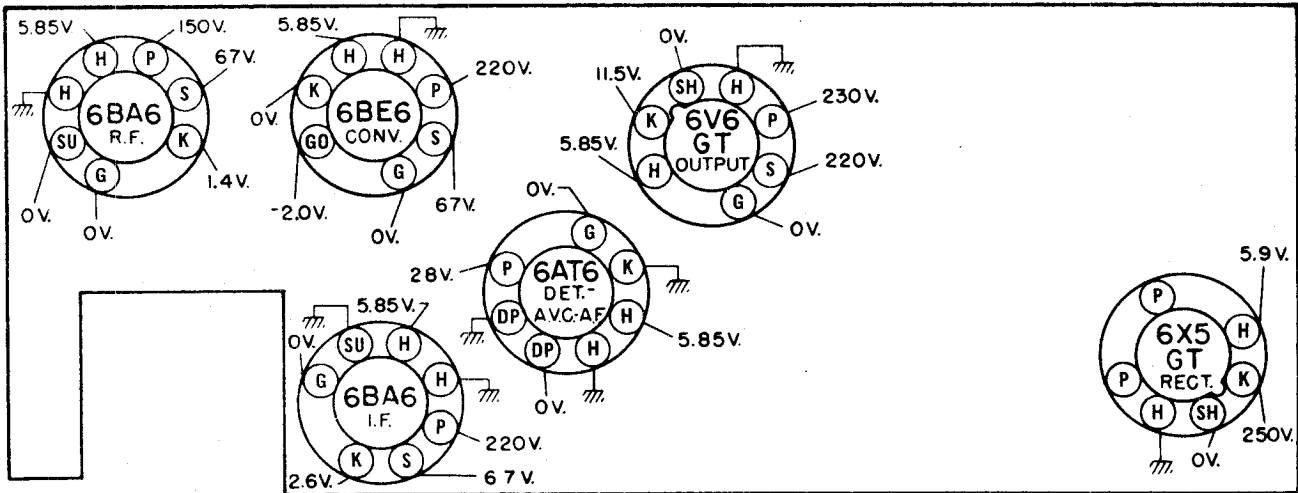 5.85V.
150V.
H
P
67V.
H
S
6BA6
R.F.
SU
K
G
0V.
0V.
1.4V.
5.85V.
H
H
220V.
K
P
0V.
6BE6
CONV.
GO
S
G
-2.0V.
0V.
67V.
0V.
11.5V.
SH
H
230V.
K
P
6V6
GT
OUTPUT
5.85V.
H
S
220V.
G
0V.
0V.
G
28V.
P
K
6AT6
DET.-
A.V.C.-A.F.
DP
H
5.85V.
DP
H
0V.
5.85V.
0V.
SU
H
G
H
6BA6
I.F.
P
220V.
K
S
2.6V.
67V.
5.9V.
P
H
6X5
GT
RECT.
P
K
H
SH
0V.
250V.